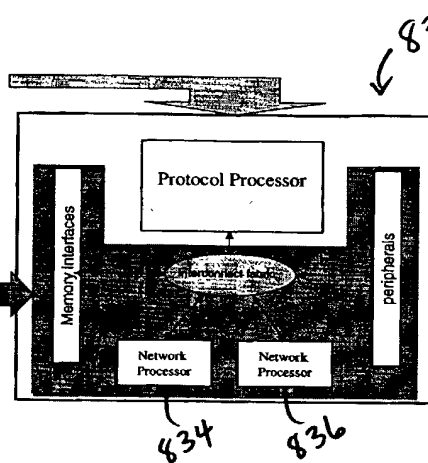 Protocol Processor
Memory Interfaces
interconnect fabric
peripherals
Network
Processor
Network
Processor
834
836